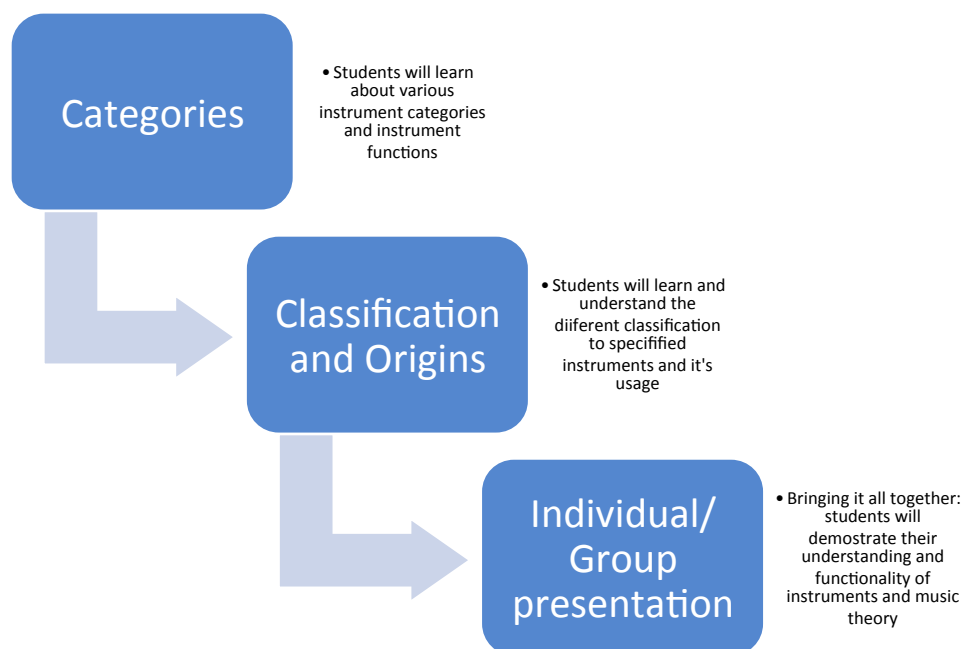 Categories
• Students will learn
about various
instrument categories
and instrument
functions
Classification
and Origins
• Students will learn and
understand the
diiferent classification
to specifified
instruments and it's
usage
Individual/
Group
presentation
• Bringing it all together:
students will
demostrate their
understanding and
functionality of
instruments and music
theory